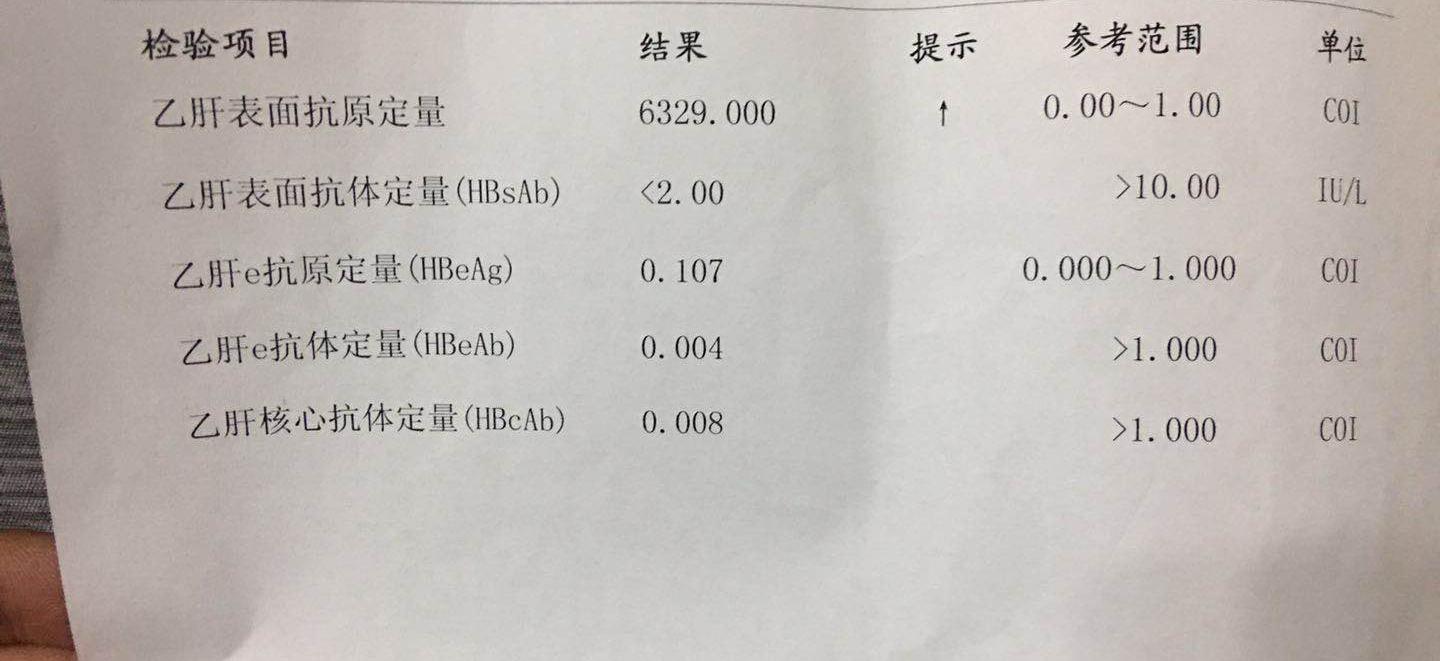 检验项目 结果 提示 参考范围 单位
乙肝表面抗原定量 6329.000 ↑ 0.00～1.00 COI
乙肝表面抗体定量(HBsAb) <2.00 >10.00 IU/L
乙肝e抗原定量(HBeAg) 0.107 0.000～1.000 COI
乙肝e抗体定量(HBeAb) 0.004 >1.000 COI
乙肝核心抗体定量(HBcAb) 0.008 >1.000 COI